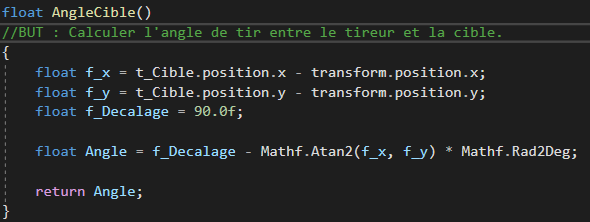 float AngleCible()
//BUT : Calculer l'angle de tir entre le tireur et la cible.
{
float f_x = t_Cible.position.x - transform.position.x;
float f_y = t_Cible.position.y - transform.position.y;
float f_Decalage = 90.0f;
float Angle = f_Decalage - Mathf.Atan2(f_x, f_y) * Mathf.Rad2Deg;
return Angle;
}